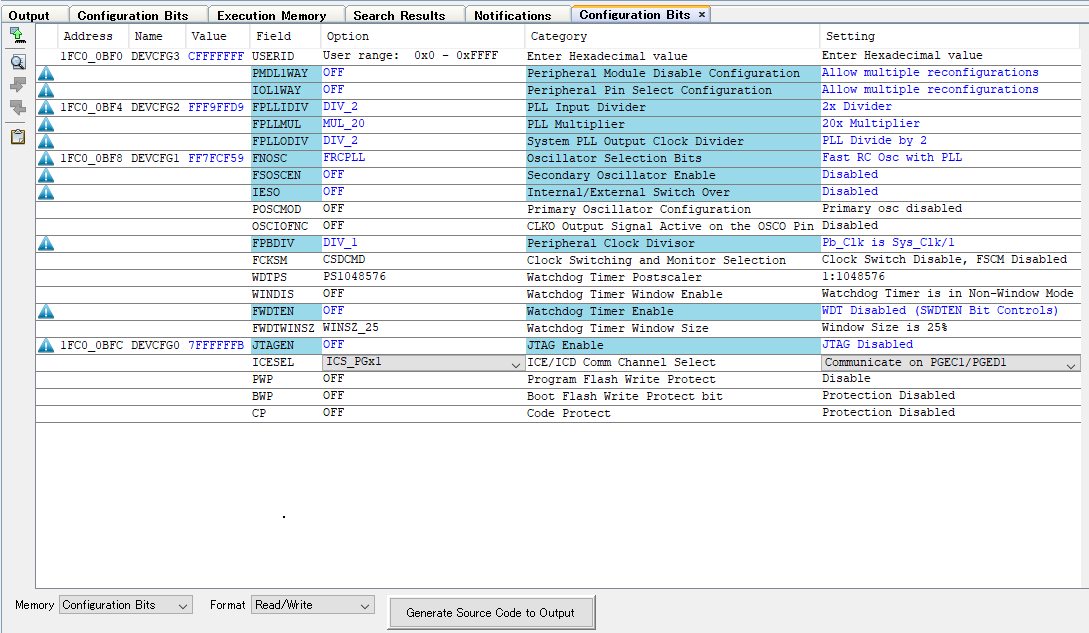 Output Configuration Bits Execution Memory Search Results Notifications Configuration Bits ×
Address Name Value Field Option Category Setting
1FC0_0BF0 DEVCFG3 CFFFFFFF USERID User range: 0x0 - 0xFFFF Enter Hexadecimal value Enter Hexadecimal value
PMDL1WAY OFF Peripheral Module Disable Configuration Allow multiple reconfigurations
IOL1WAY OFF Peripheral Pin Select Configuration Allow multiple reconfigurations
1FC0_0BF4 DEVCFG2 FFF9FFD9 FPLLIDIV DIV_2 PLL Input Divider 2x Divider
FPLLMUL MUL_20 PLL Multiplier 20x Multiplier
FPLLODIV DIV_2 System PLL Output Clock Divider PLL Divide by 2
1FC0_0BF8 DEVCFG1 FF7FCF59 FNOSC FRCPLL Oscillator Selection Bits Fast RC Osc with PLL
FSOSCEN OFF Secondary Oscillator Enable Disabled
IESO OFF Internal/External Switch Over Disabled
POSCMOD OFF Primary Oscillator Configuration Primary osc disabled
OSCIOFNC OFF CLKO Output Signal Active on the OSCO Pin Disabled
FPBDIV DIV_1 Peripheral Clock Divisor Pb_Clk is Sys_Clk/1
FCKSM CSDCMD Clock Switching and Monitor Selection Clock Switch Disable, FSCM Disabled
WDTPS PS1048576 Watchdog Timer Postscaler 1:1048576
WINDIS OFF Watchdog Timer Window Enable Watchdog Timer is in Non-Window Mode
FWDTEN OFF Watchdog Timer Enable WDT Disabled (SWDTEN Bit Controls)
FWDTWINSZ WINSZ_25 Watchdog Timer Window Size Window Size is 25%
1FC0_0BFC DEVCFG0 7FFFFFFB JTAGEN OFF JTAG Enable JTAG Disabled
ICESEL ICS_PGx1 ICE/ICD Comm Channel Select Communicate on PGEC1/PGED1
PWP OFF Program Flash Write Protect Disable
BWP OFF Boot Flash Write Protect bit Protection Disabled
CP OFF Code Protect Protection Disabled
Memory Configuration Bits Format Read/Write Generate Source Code to Output